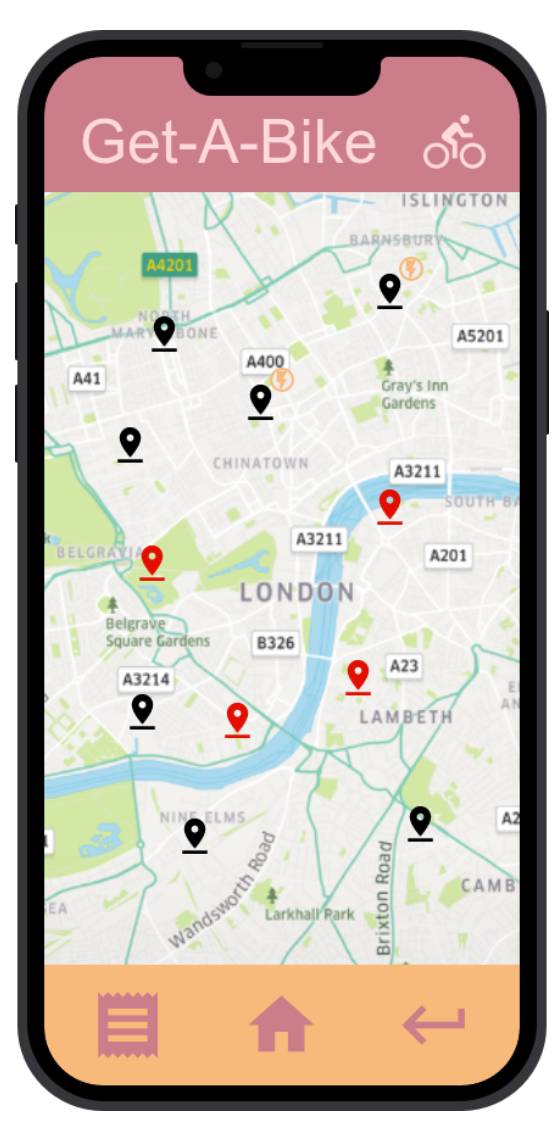 Get-A-Bike
ISLINGTON
BARNSBURY
A4201
NORTH
A5201
A400
A41
Gray's Inn
Gardens
CHINATOWN
A3211
SOUTH BA
A3211
BELGRAVIA
A201
LONDON
Belgrave
Square Gardens
B326
A23
A3214
LAMBETH
NINE ELMS
A2
Wandsworth Road
Brixton Road
CAMB
EA
Larkhall Park